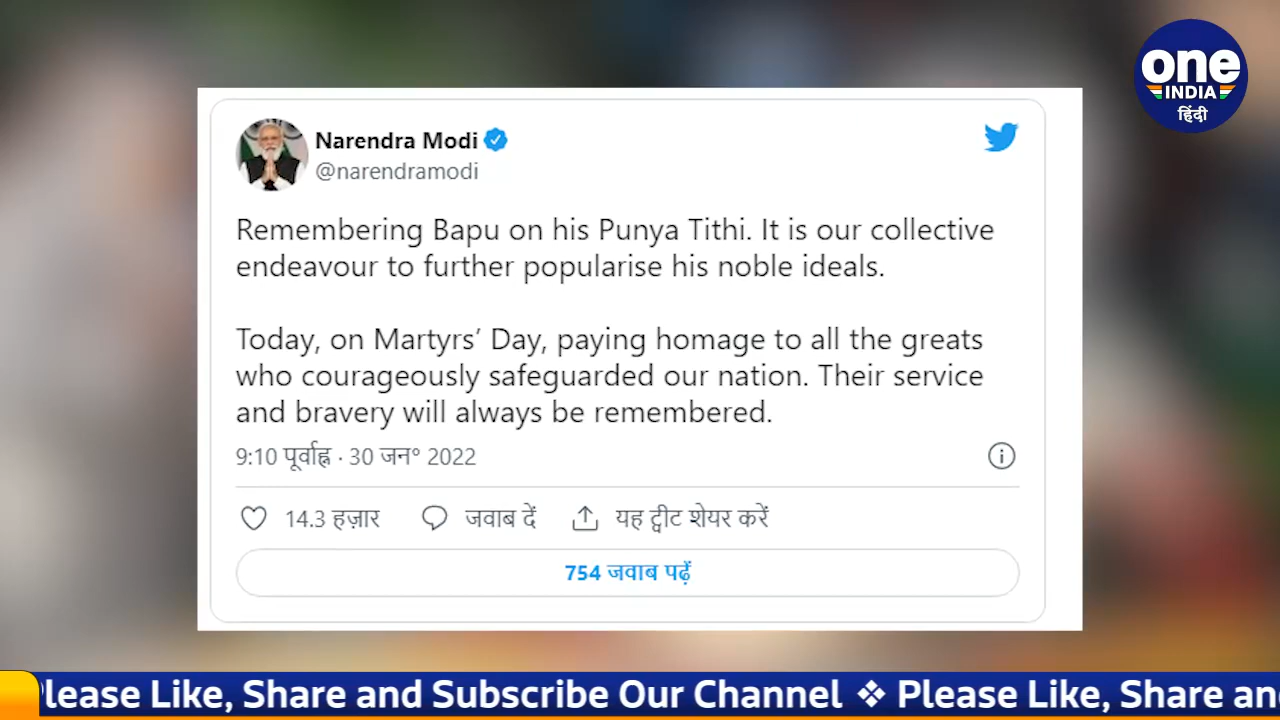 one
INDIA
हिंदी
Narendra Modi
@narendramodi
Remembering Bapu on his Punya Tithi. It is our collective
endeavour to further popularise his noble ideals.
Today, on Martyrs’ Day, paying homage to all the greats
who courageously safeguarded our nation. Their service
and bravery will always be remembered.
9:10 पूर्वाह्न · 30 जन° 2022
14.3 हज़ार जवाब दें यह ट्वीट शेयर करें
754 जवाब पढ़ें
lease Like, Share and Subscribe Our Channel ❖ Please Like, Share an